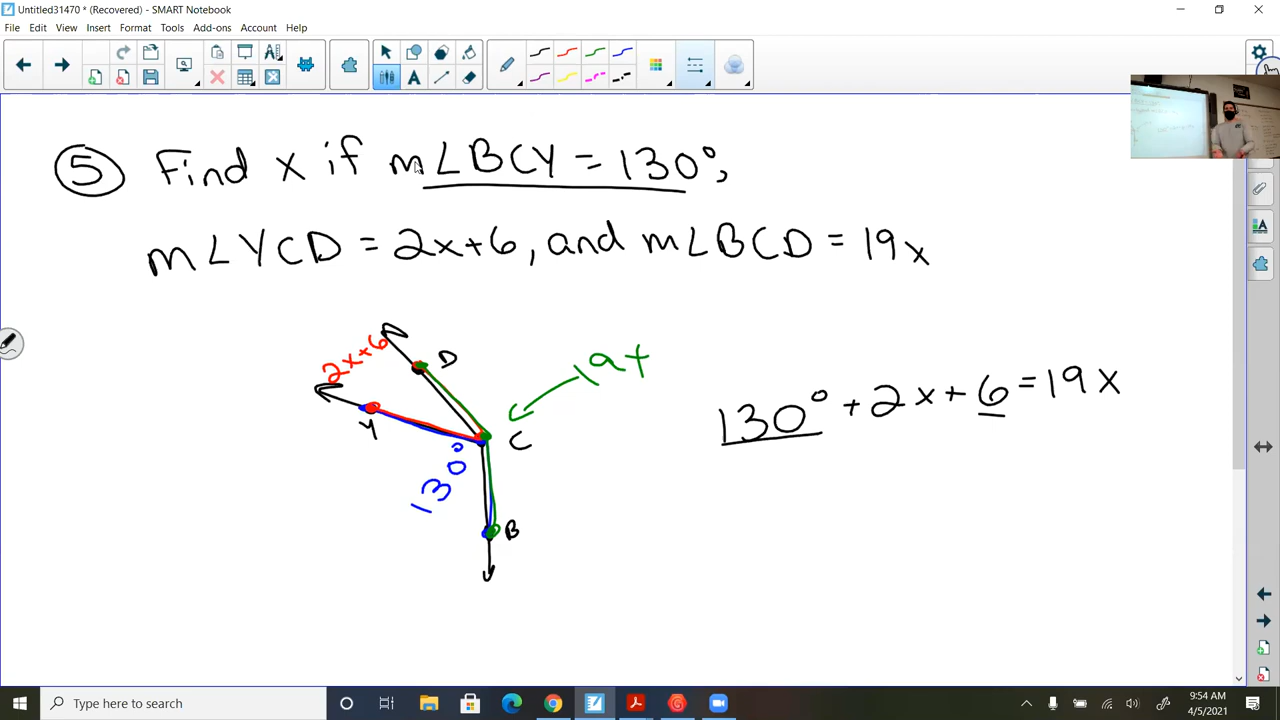 Untitled31470 * (Recovered) - SMART Notebook
File Edit View Insert Format Tools Add-ons Account Help
5 Find x if m∠BCY = 130°,
m∠YCD = 2x+6, and m∠BCD = 19x
2x+6
D
Y
C
130°
B
130° + 2x + 6 = 19x
Type here to search
9:54 AM
4/5/2021